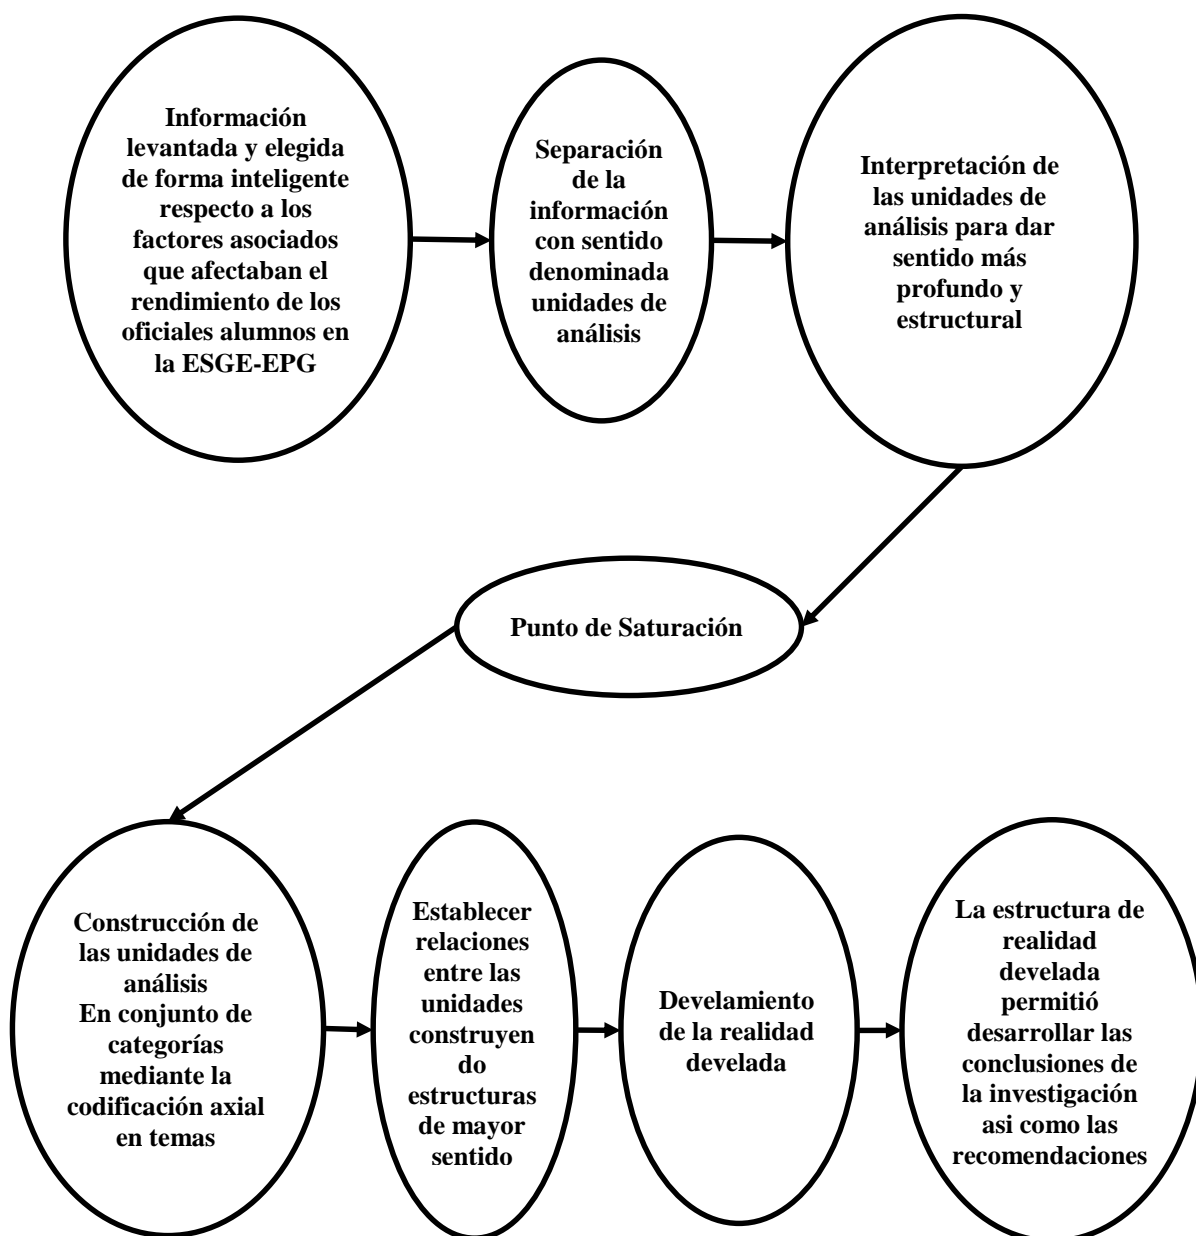 Información
levantada y elegida
de forma inteligente
respecto a los
factores asociados
que afectaban el
rendimiento de los
oficiales alumnos en
la ESGE-EPG
Separación
de la
información
con sentido
denominada
unidades de
análisis
Interpretación de
las unidades de
análisis para dar
sentido más
profundo y
estructural
Punto de Saturación
Construcción de
las unidades de
análisis
En conjunto de
categorías
mediante la
codificación axial
en temas
Establecer
relaciones
entre las
unidades
construyen
do
estructuras
de mayor
sentido
Develamiento
de la realidad
develada
La estructura de
realidad
develada
permitió
desarrollar las
conclusiones de
la investigación
asi como las
recomendaciones